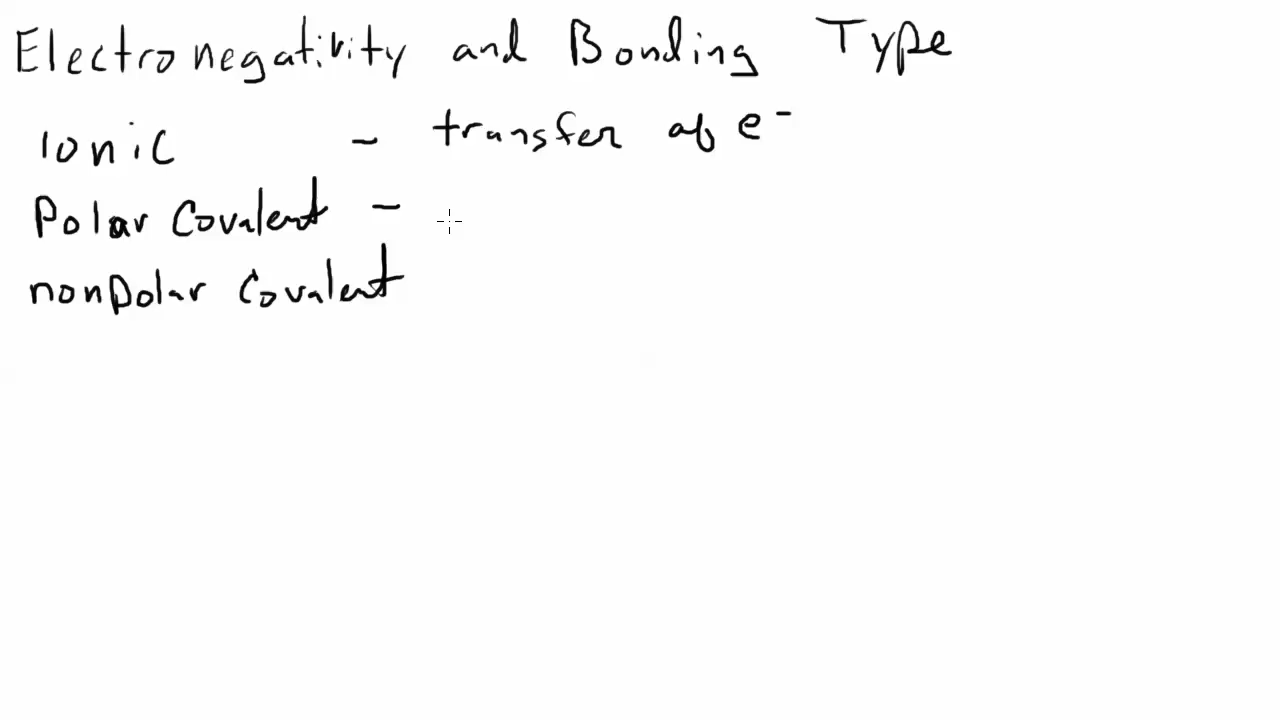 Electronegativity and Bonding Type
Ionic - transfer of e⁻
Polar Covalent -
nonpolar Covalent